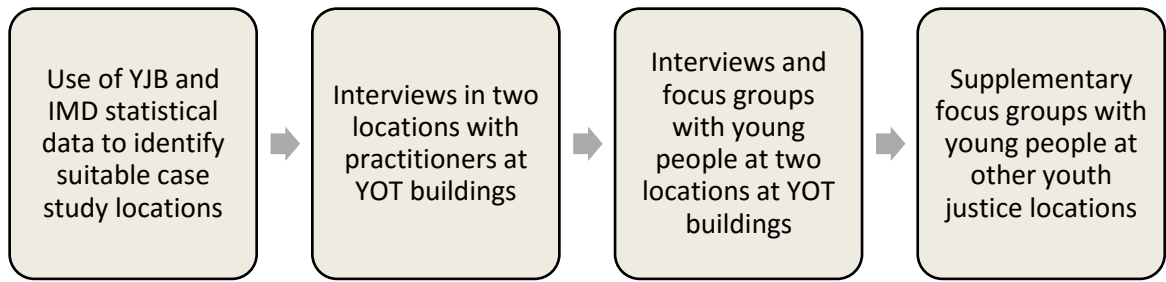 Use of YJB and
IMD statistical
data to identify
suitable case
study locations
Interviews in two
locations with
practitioners at
YOT buildings
Interviews and
focus groups
with young
people at two
locations at YOT
buildings
Supplementary
focus groups with
young people at
other youth
justice locations